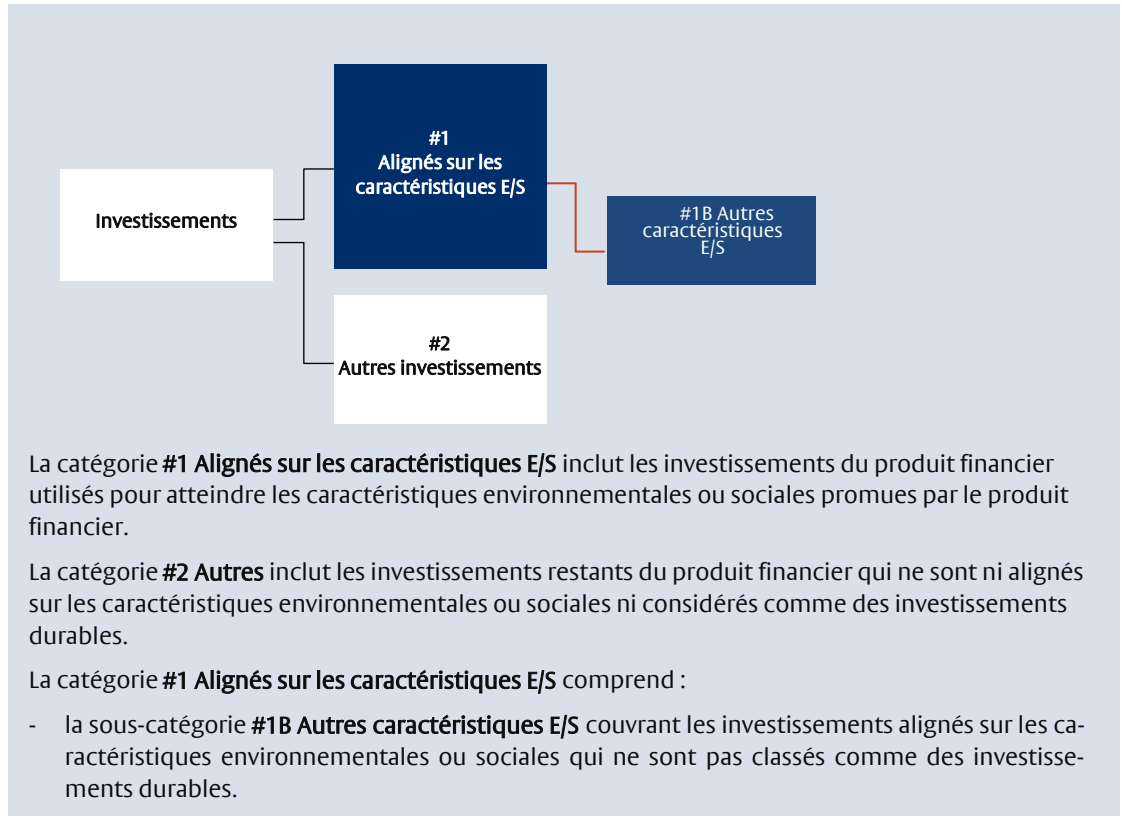 #1
Alignés sur les
caractéristiques E/S
Investissements
#1B Autres
caractéristiques
E/S
#2
Autres investissements
La catégorie #1 Alignés sur les caractéristiques E/S inclut les investissements du produit financier
utilisés pour atteindre les caractéristiques environnementales ou sociales promues par le produit
financier.
La catégorie #2 Autres inclut les investissements restants du produit financier qui ne sont ni alignés
sur les caractéristiques environnementales ou sociales ni considérés comme des investissements
durables.
La catégorie #1 Alignés sur les caractéristiques E/S comprend :
- la sous-catégorie #1B Autres caractéristiques E/S couvrant les investissements alignés sur les ca-
ractéristiques environnementales ou sociales qui ne sont pas classés comme des investisse-
ments durables.